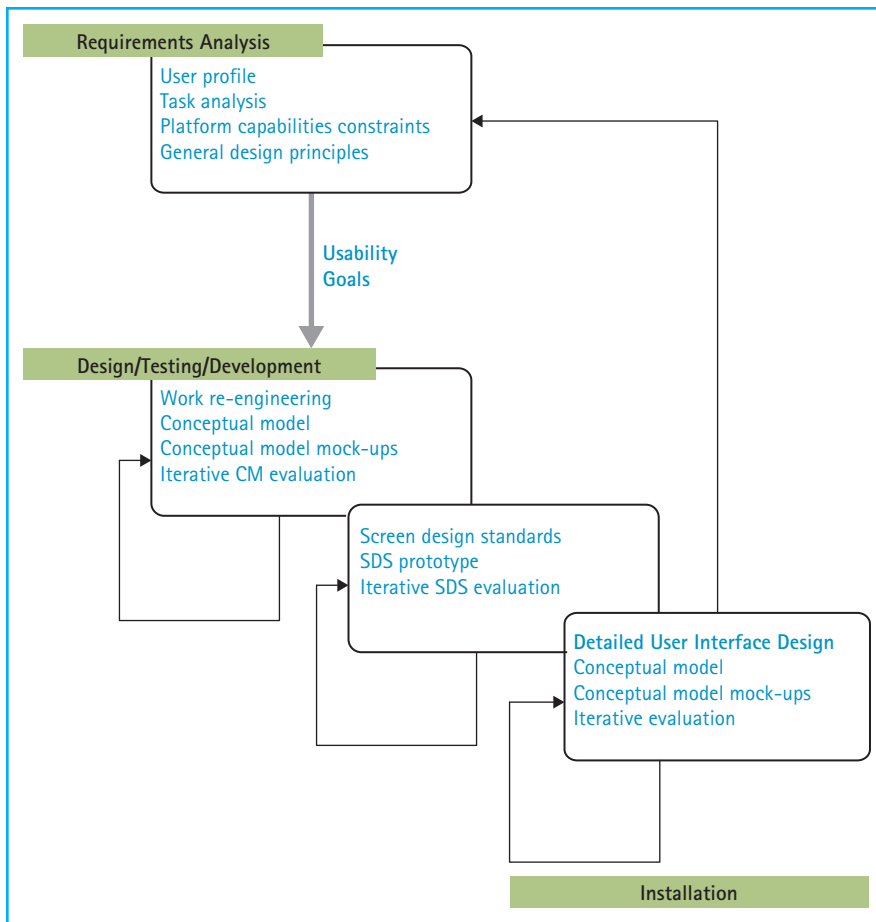 Requirements Analysis
User profile
Task analysis
Platform capabilities constraints
General design principles
Usability
Goals
Design/Testing/Development
Work re-engineering
Conceptual model
Conceptual model mock-ups
Iterative CM evaluation
Screen design standards
SDS prototype
Iterative SDS evaluation
Detailed User Interface Design
Conceptual model
Conceptual model mock-ups
Iterative evaluation
Installation